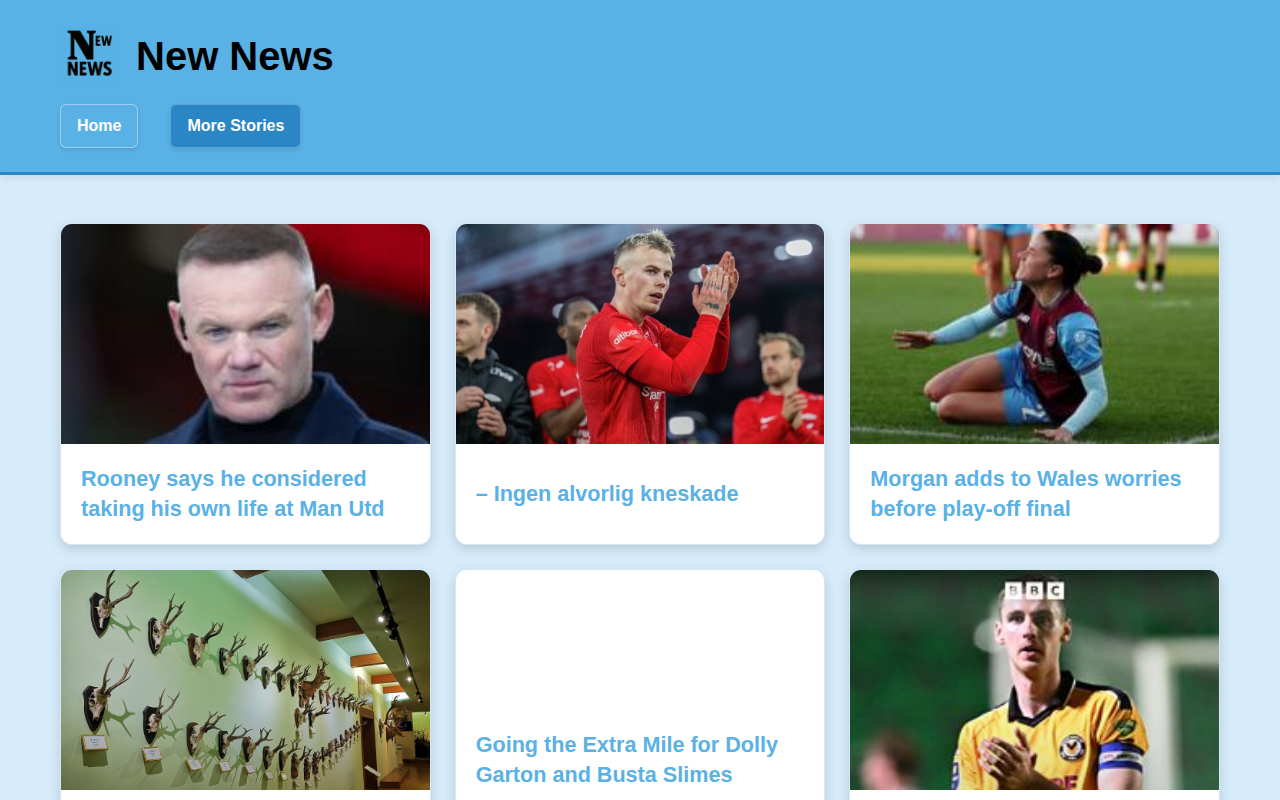 New
NEWS
New News
Home
More Stories
altibox
Rooney says he considered
taking his own life at Man Utd
– Ingen alvorlig kneskade
Morgan adds to Wales worries
before play-off final
BBC
Going the Extra Mile for Dolly
Garton and Busta Slimes